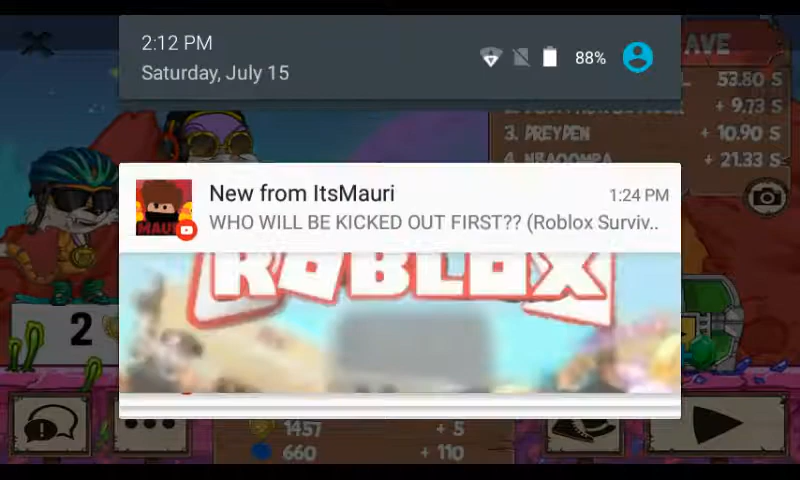 2:12 PM
88%
Saturday, July 15
AVE
53.80 S
+ 9.73 S
3. PREYDEN
+ 10.90 S
+ 21.33 S
New from ItsMauri
1:24 PM
WHO WILL BE KICKED OUT FIRST?? (Roblox Surviv..
MAURI
ROBLOX
2
1457
+ 5
660
+ 110